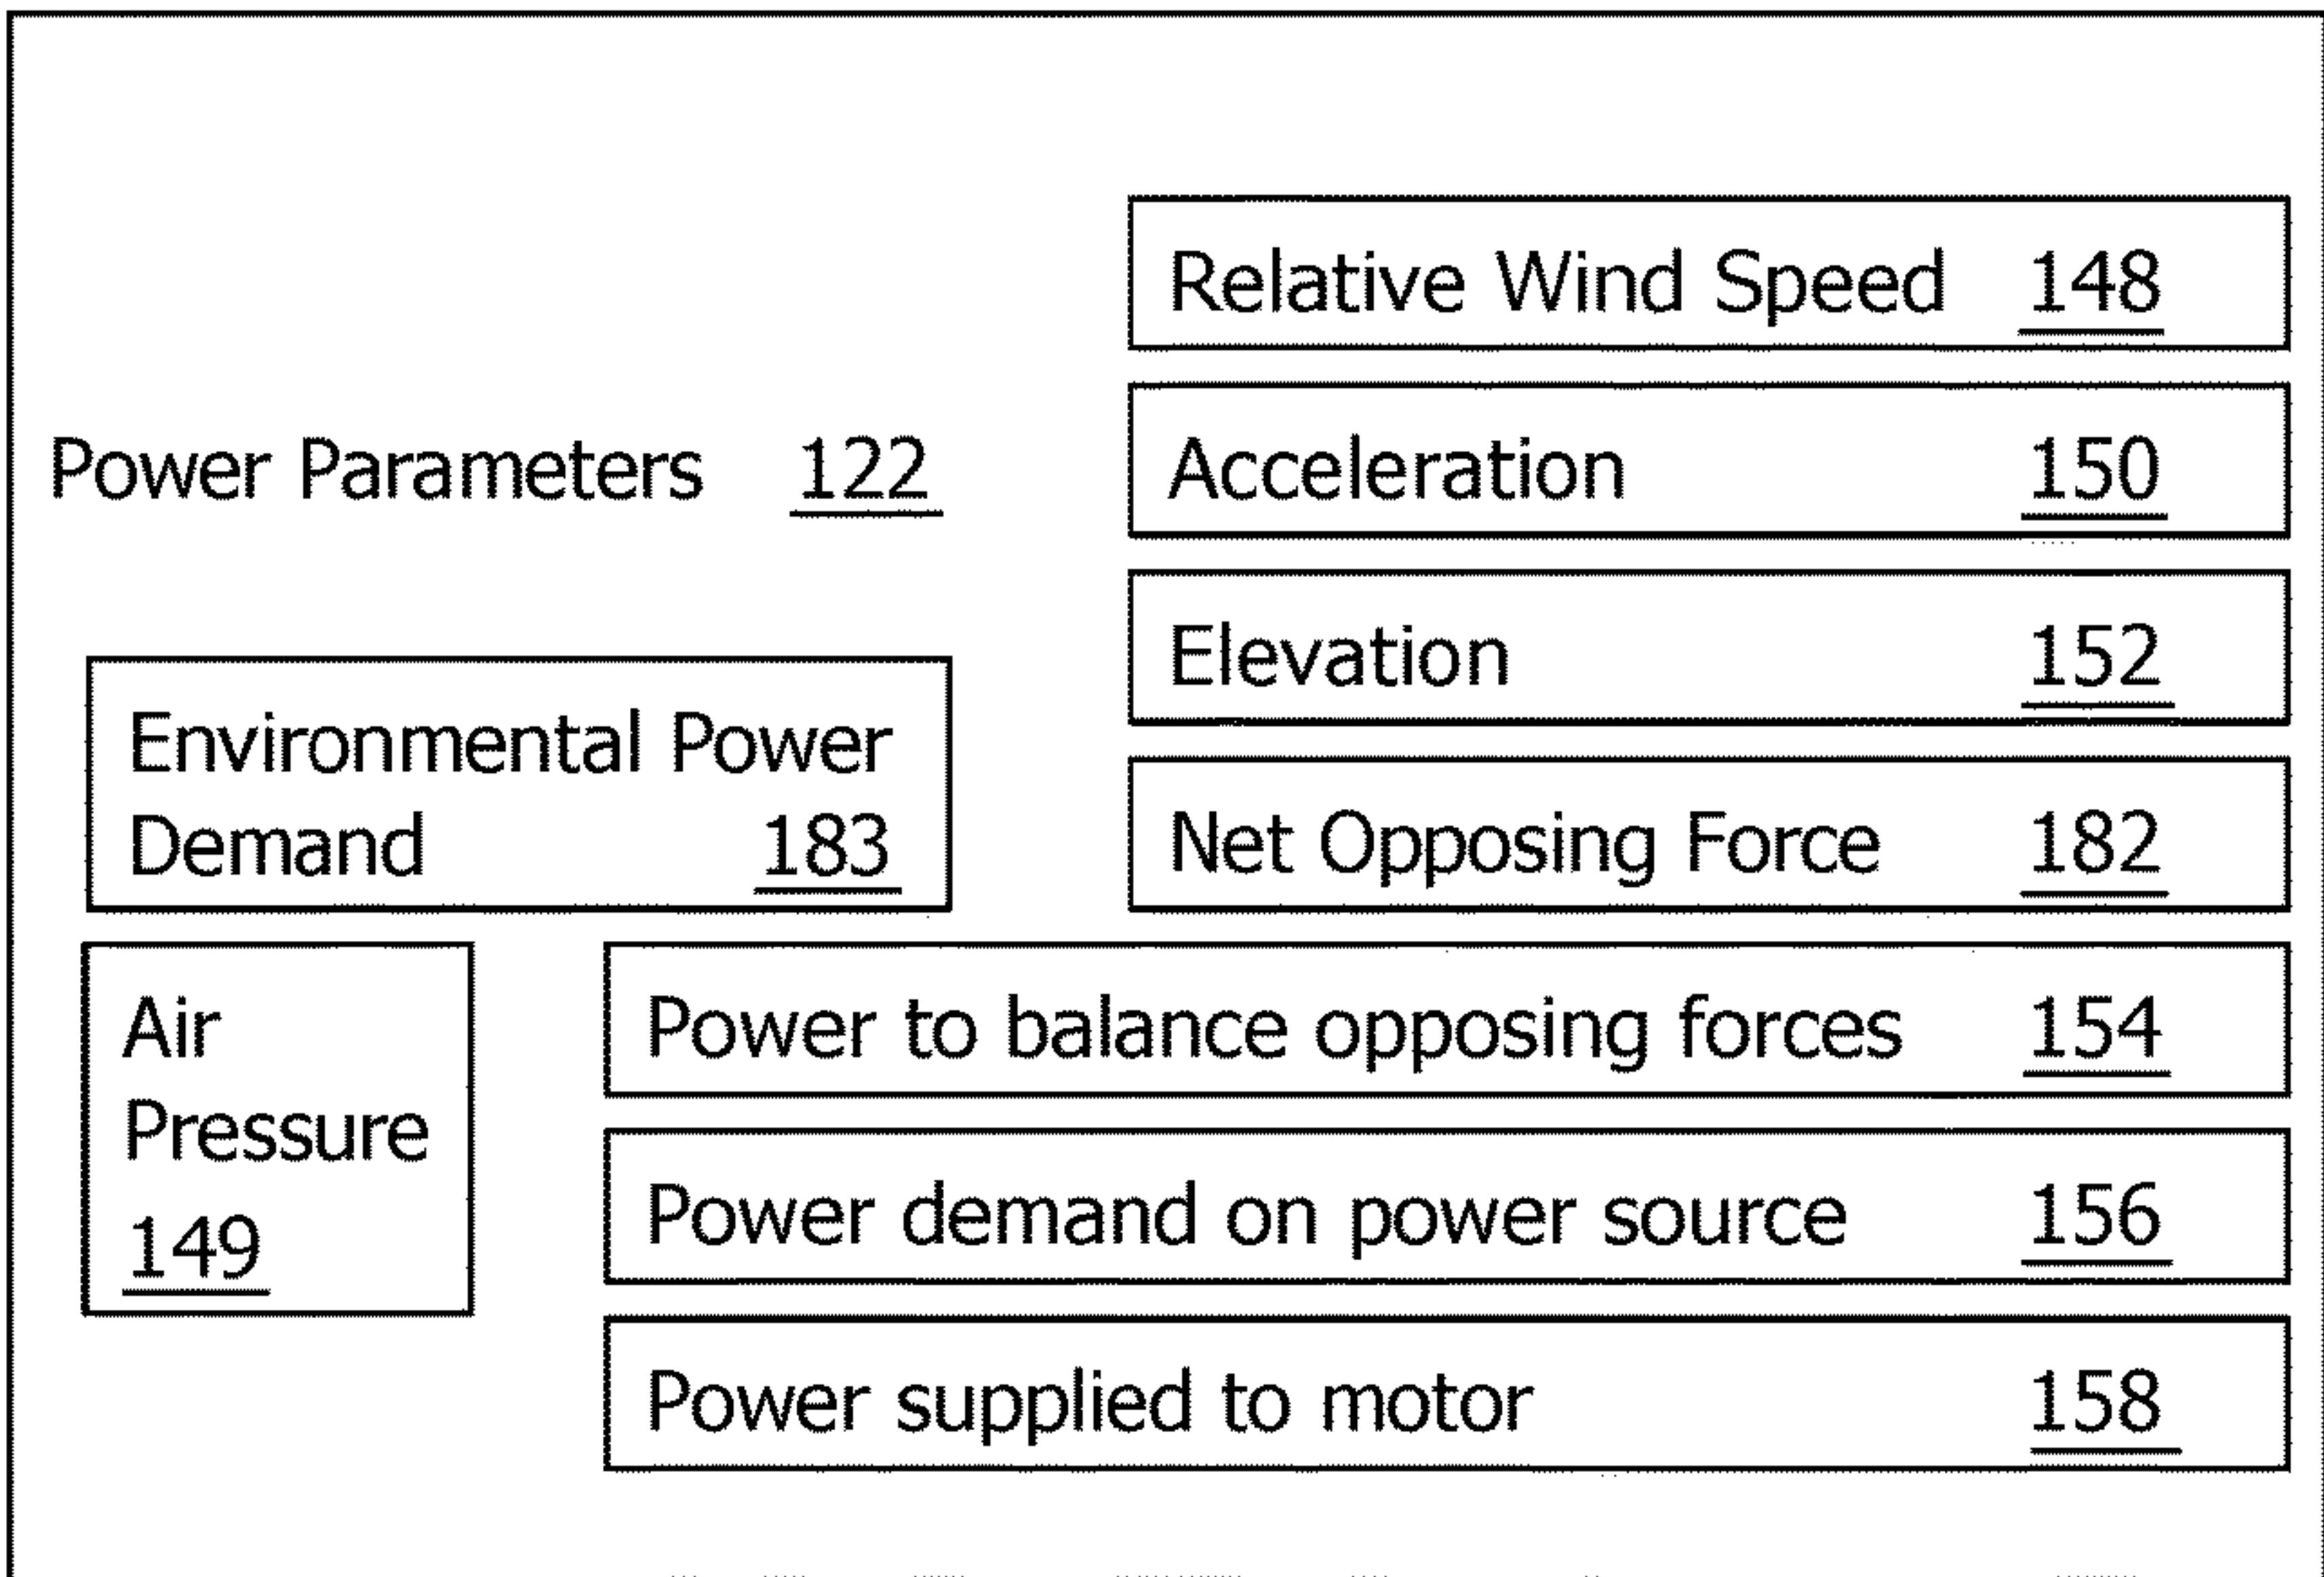 Relative Wind Speed 148
Power Parameters 122
Acceleration 150
Elevation 152
Environmental Power
Demand 183
Net Opposing Force 182
Air
Pressure
149
Power to balance opposing forces 154
Power demand on power source 156
Power supplied to motor 158